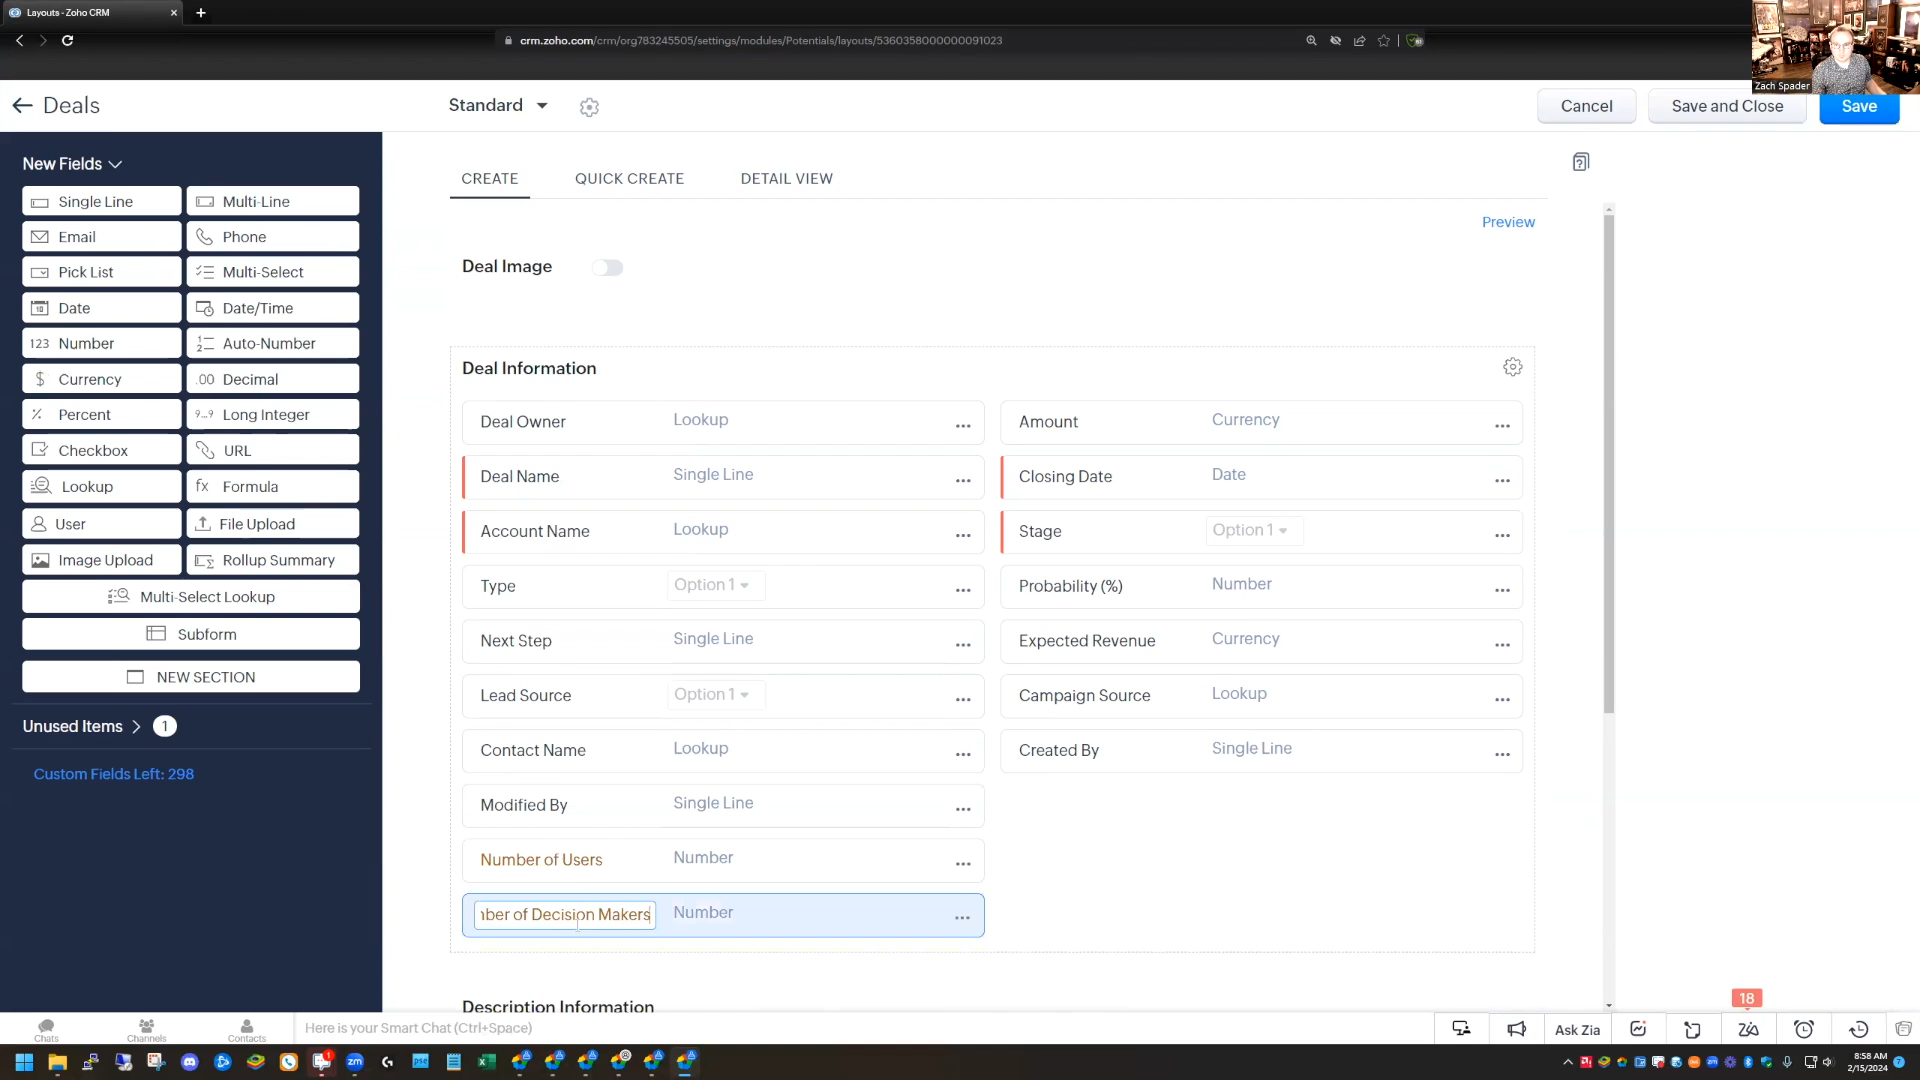 Layouts - Zoho CRM
crm.zoho.com/crm/org783245505/settings/modules/Potentials/layouts/5360358000000091023
Zach Spader
Deals
Standard
Cancel
Save and Close
Save
New Fields
Single Line
Multi-Line
Email
Phone
Pick List
Multi-Select
Date
Date/Time
123 Number
Auto-Number
$ Currency
.00 Decimal
% Percent
9...9 Long Integer
Checkbox
URL
Lookup
fx Formula
User
File Upload
Image Upload
Rollup Summary
Multi-Select Lookup
Subform
NEW SECTION
Unused Items 1
Custom Fields Left: 298
CREATE
QUICK CREATE
DETAIL VIEW
Preview
Deal Image
Deal Information
Deal Owner Lookup ...
Amount Currency ...
Deal Name Single Line ...
Closing Date Date ...
Account Name Lookup ...
Stage Option 1 ...
Type Option 1 ...
Probability (%) Number ...
Next Step Single Line ...
Expected Revenue Currency ...
Lead Source Option 1 ...
Campaign Source Lookup ...
Contact Name Lookup ...
Created By Single Line ...
Modified By Single Line ...
Number of Users Number ...
ber of Decision Makers Number ...
Description Information
Chats
Channels
Contacts
Here is your Smart Chat (Ctrl+Space)
Ask Zia
18
8:58 AM
2/15/2024